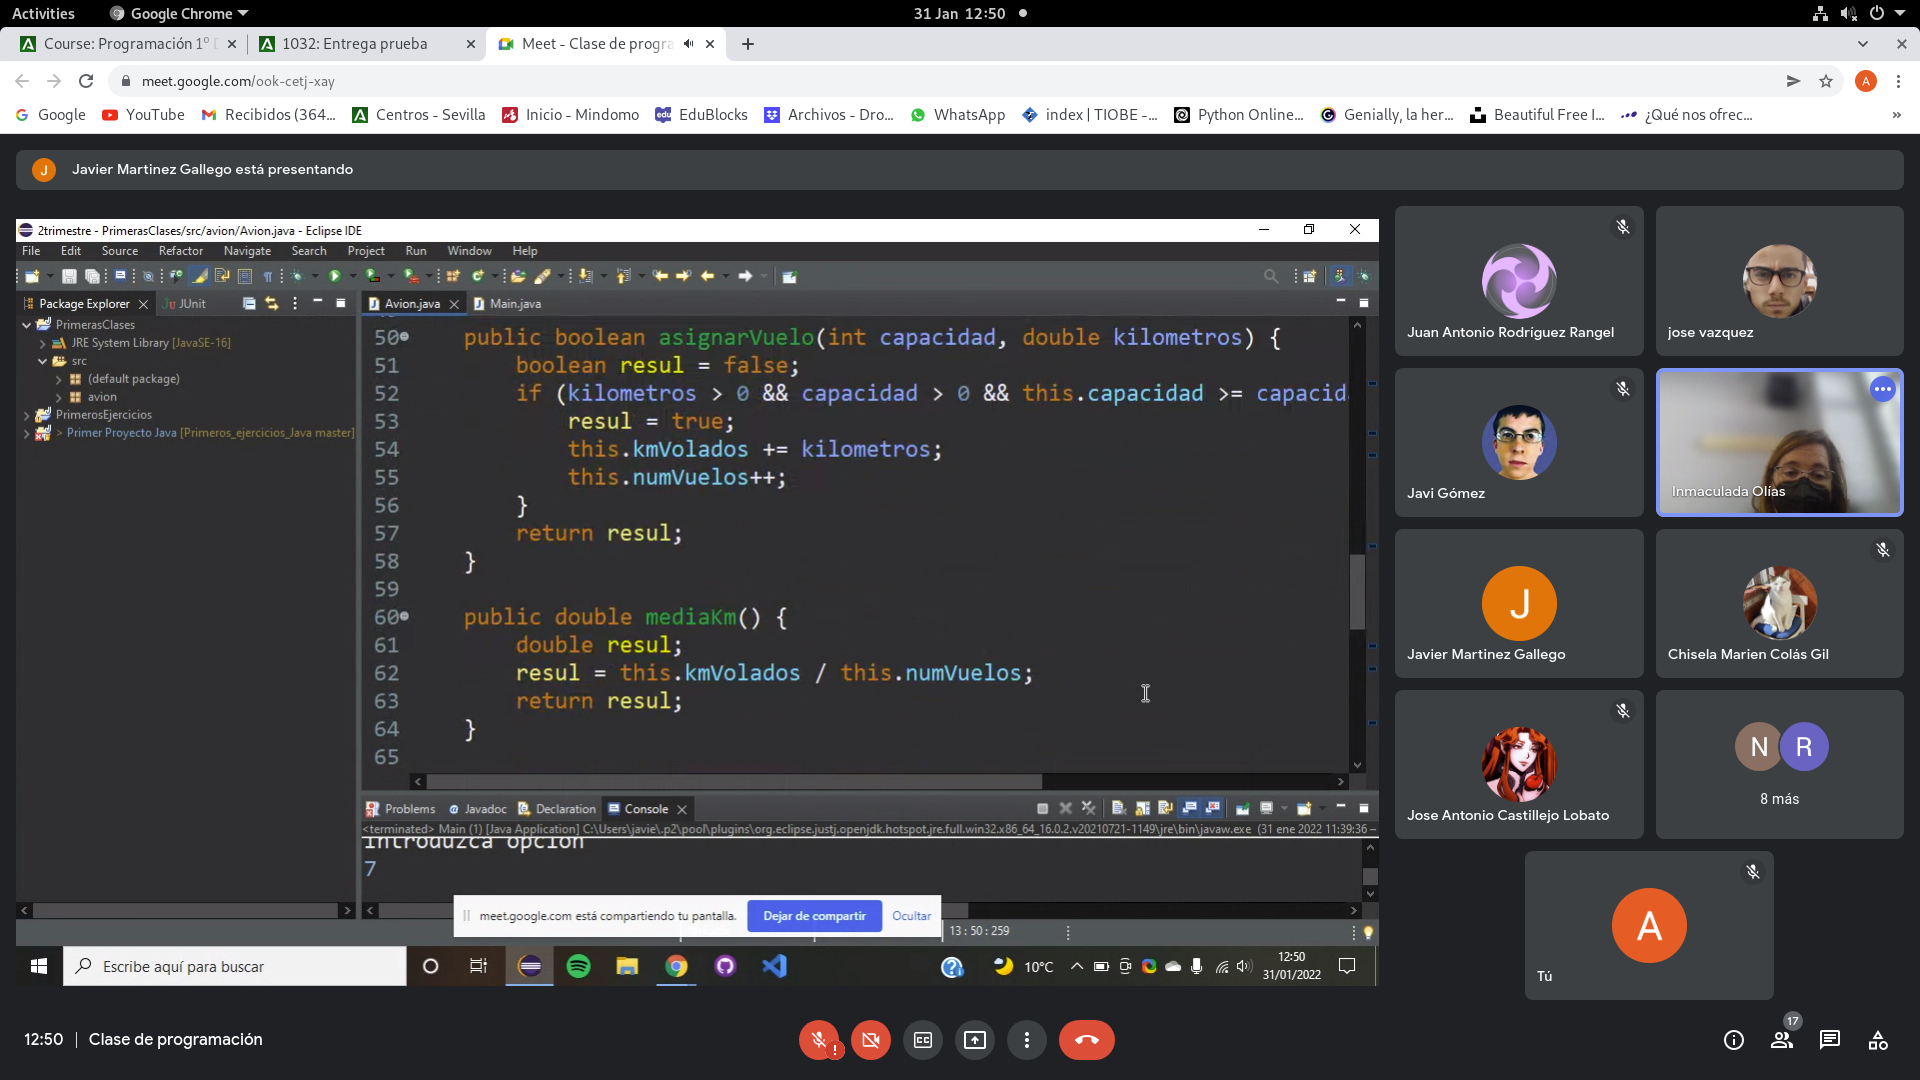 Activities
Google Chrome
31 Jan 12:50
Course: Programación 1º
1032: Entrega prueba
Meet - Clase de progra
meet.google.com/ook-cetj-xay
A
Google
YouTube
Recibidos (364...
Centros - Sevilla
Inicio - Mindomo
EduBlocks
Archivos - Dro...
WhatsApp
index | TIOBE -...
Python Online...
Genially, la her...
Beautiful Free I...
¿Qué nos ofrec...
»
J
Javier Martinez Gallego está presentando
2trimestre - PrimerasClases/src/avion/Avion.java - Eclipse IDE
File Edit Source Refactor Navigate Search Project Run Window Help
Package Explorer
JUnit
PrimerasClases
JRE System Library [JavaSE-16]
src
(default package)
avion
PrimerosEjercicios
> Primer Proyecto Java [Primeros_ejercicios_Java master]
Avion.java
Main.java
50 public boolean asignarVuelo(int capacidad, double kilometros) {
51 boolean resul = false;
52 if (kilometros > 0 && capacidad > 0 && this.capacidad >= capacid
53 resul = true;
54 this.kmVolados += kilometros;
55 this.numVuelos++;
56 }
57 return resul;
58 }
59
60 public double mediaKm() {
61 double resul;
62 resul = this.kmVolados / this.numVuelos;
63 return resul;
64 }
65
Problems
Javadoc
Declaration
Console
<terminated> Main (1) [Java Application] C:\Users\javie\.p2\pool\plugins\org.eclipse.justj.openjdk.hotspot.jre.full.win32.x86_64_16.0.2.v20210721-1149\jre\bin\javaw.exe (31 ene 2022 11:39:36 –
Introduzca opcion
7
meet.google.com está compartiendo tu pantalla.
Dejar de compartir
Ocultar
13 : 50 : 259
Escribe aquí para buscar
10°C
12:50
31/01/2022
Juan Antonio Rodríguez Rangel
jose vazquez
Javi Gómez
Inmaculada Olías
J
Javier Martinez Gallego
Chisela Marien Colás Gil
Jose Antonio Castillejo Lobato
N
R
8 más
A
Tú
12:50
Clase de programación
17